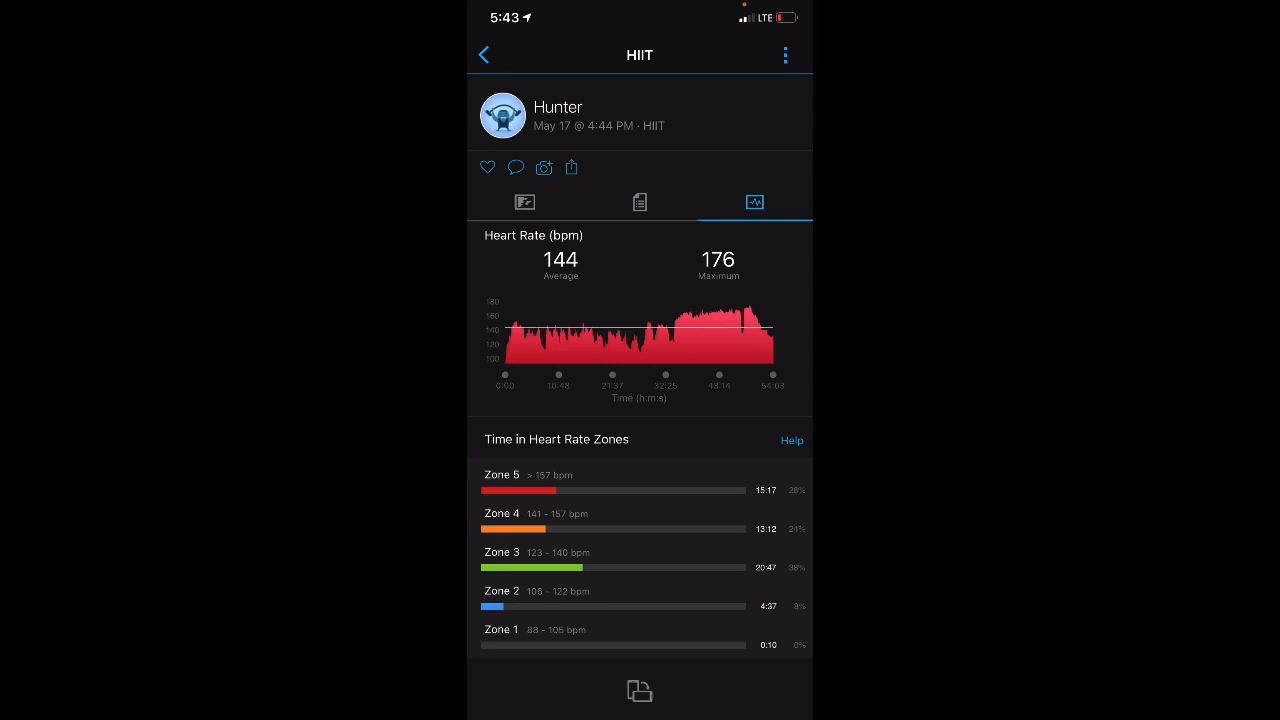 5:43 LTE
HIIT
Hunter
May 17 @ 4:44 PM · HIIT
Heart Rate (bpm)
144 176
Average Maximum
180
160
140
120
100
0:00 10:48 21:37 32:25 43:14 54:03
Time (h:m:s)
Time in Heart Rate Zones Help
Zone 5 > 157 bpm
15:17 28%
Zone 4 141 - 157 bpm
13:12 24%
Zone 3 123 - 140 bpm
20:47 38%
Zone 2 106 - 122 bpm
4:37 8%
Zone 1 88 - 105 bpm
0:10 0%